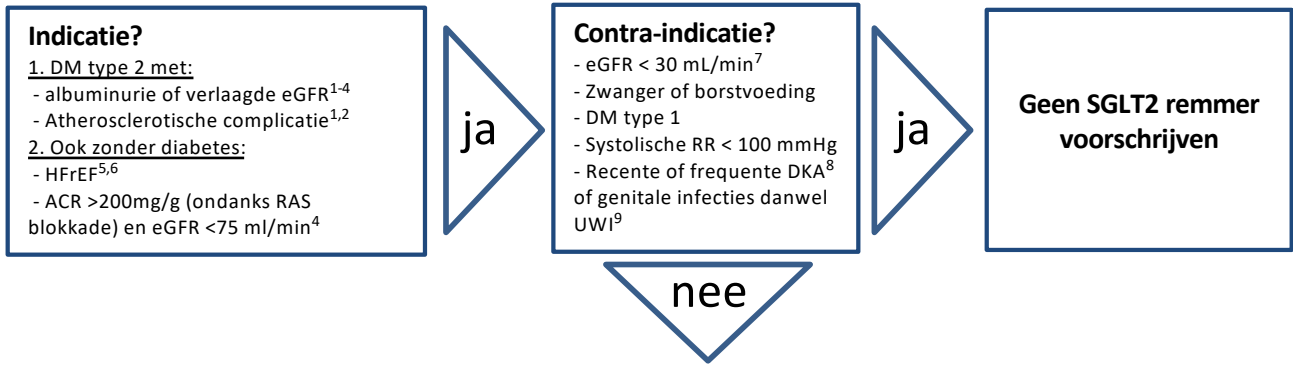 Indicatie?
1. DM type 2 met:
- albuminurie of verlaagde eGFR1-4
- Atherosclerotische complicatie1,2
2. Ook zonder diabetes:
- HFrEF5,6
- ACR >200mg/g (ondanks RAS
blokkade) en eGFR <75 ml/min4
ja
Contra-indicatie?
- eGFR < 30 mL/min7
- Zwanger of borstvoeding
- DM type 1
- Systolische RR < 100 mmHg
- Recente of frequente DKA8
of genitale infecties danwel
UWI9
ja
Geen SGLT2 remmer
voorschrijven
nee